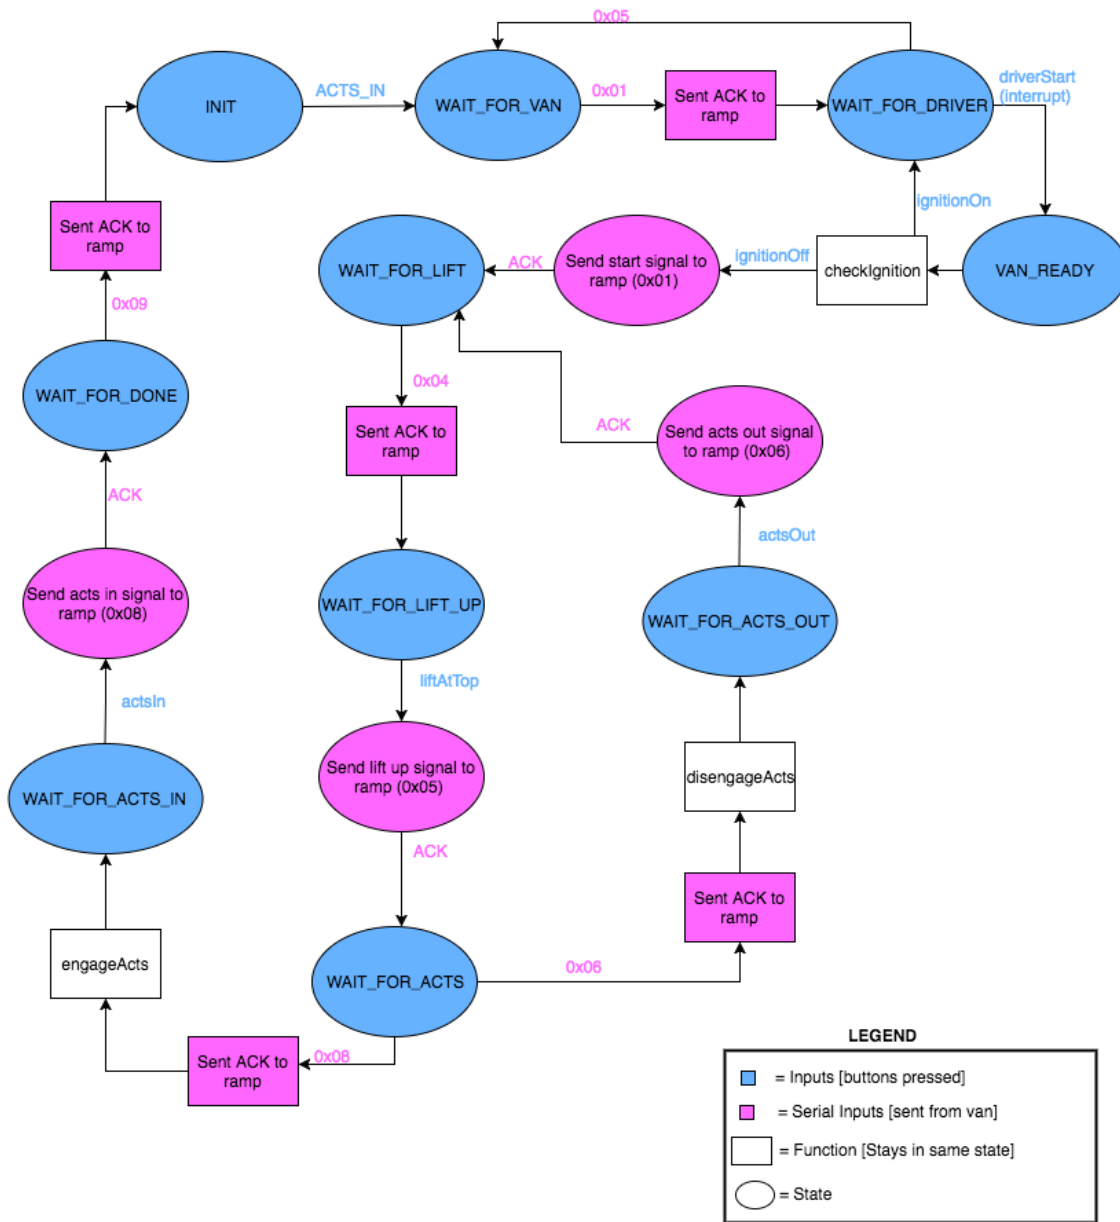 0x05
INIT
ACTS_IN
WAIT_FOR_VAN
0x01
Sent ACK to
ramp
WAIT_FOR_DRIVER
driverStart
(interrupt)
ignitionOn
Sent ACK to
ramp
WAIT_FOR_LIFT
ACK
Send start signal to
ramp (0x01)
ignitionOff
checkIgnition
VAN_READY
0x09
WAIT_FOR_DONE
0x04
Sent ACK to
ramp
ACK
Send acts out signal
to ramp (0x06)
ACK
actsOut
Send acts in signal to
ramp (0x08)
WAIT_FOR_LIFT_UP
WAIT_FOR_ACTS_OUT
actsIn
liftAtTop
WAIT_FOR_ACTS_IN
Send lift up signal to
ramp (0x05)
disengageActs
ACK
Sent ACK to
ramp
engageActs
WAIT_FOR_ACTS
0x06
Sent ACK to
ramp
0x08
LEGEND
= Inputs [buttons pressed]
= Serial Inputs [sent from van]
= Function [Stays in same state]
= State